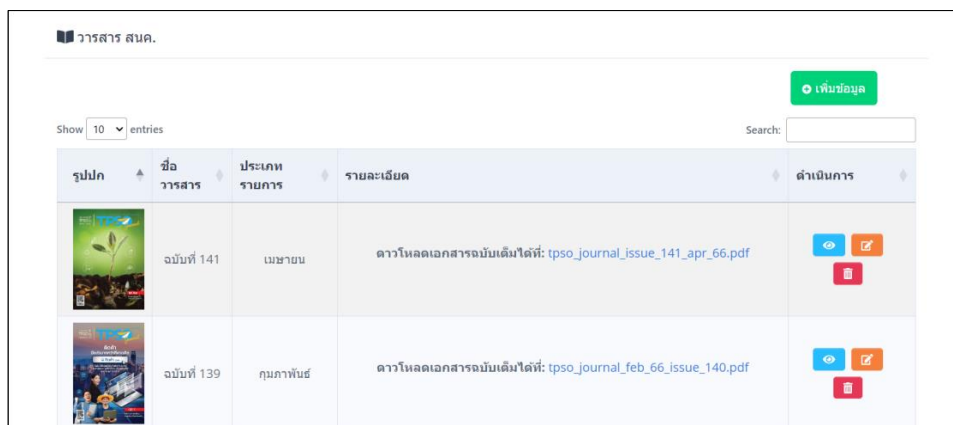 วารสาร สนค.
เพิ่มข้อมูล
Show 10 entries
Search:
รูปปก
ชื่อ
วารสาร
ประเภท
รายการ
รายละเอียด
ดำเนินการ
TPSO
ฉบับที่ 141
เมษายน
ดาวโหลดเอกสารฉบับเต็มได้ที่: tpso_journal_issue_141_apr_66.pdf
TPSO
ฉบับที่ 139
กุมภาพันธ์
ดาวโหลดเอกสารฉบับเต็มได้ที่: tpso_journal_feb_66_issue_140.pdf